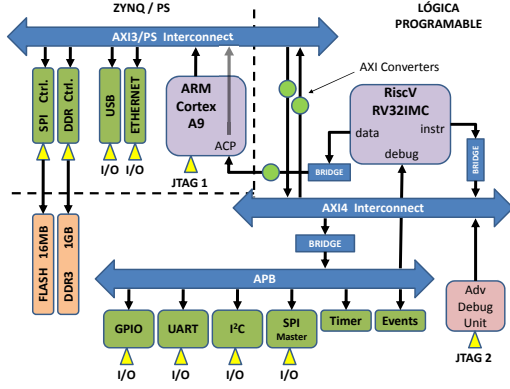 ZYNQ / PS
LÓGICA
PROGRAMABLE
AXI3/PS Interconnect
AXI Converters
SPI Ctrl.
DDR Ctrl.
USB
ETHERNET
ARM
Cortex
A9
ACP
RiscV
RV32IMC
data
instr
debug
I/O
I/O
JTAG 1
BRIDGE
BRIDGE
AXI4 Interconnect
FLASH 16MB
DDR3 1GB
BRIDGE
APB
GPIO
UART
I²C
SPI
Master
Timer
Events
Adv
Debug
Unit
I/O
I/O
I/O
I/O
JTAG 2